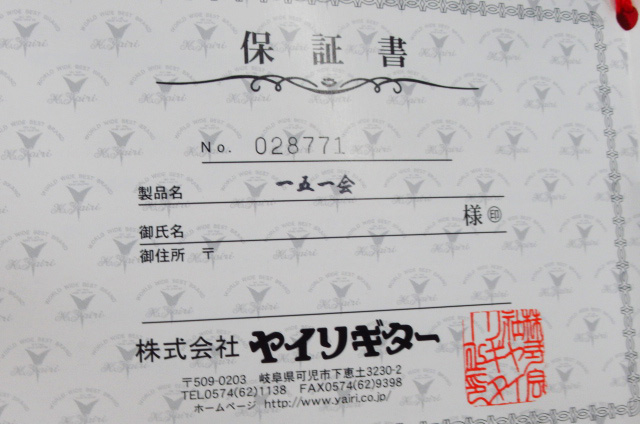 保証書
No. 028771
製品名 一五一会
御氏名 様 ㊞
御住所 〒
株式会社 ヤイリギター
〒509-0203 岐阜県可児市下恵土3230-2
TEL0574(62)1138 FAX0574(62)9398
ホームページ http://www.yairi.co.jp/